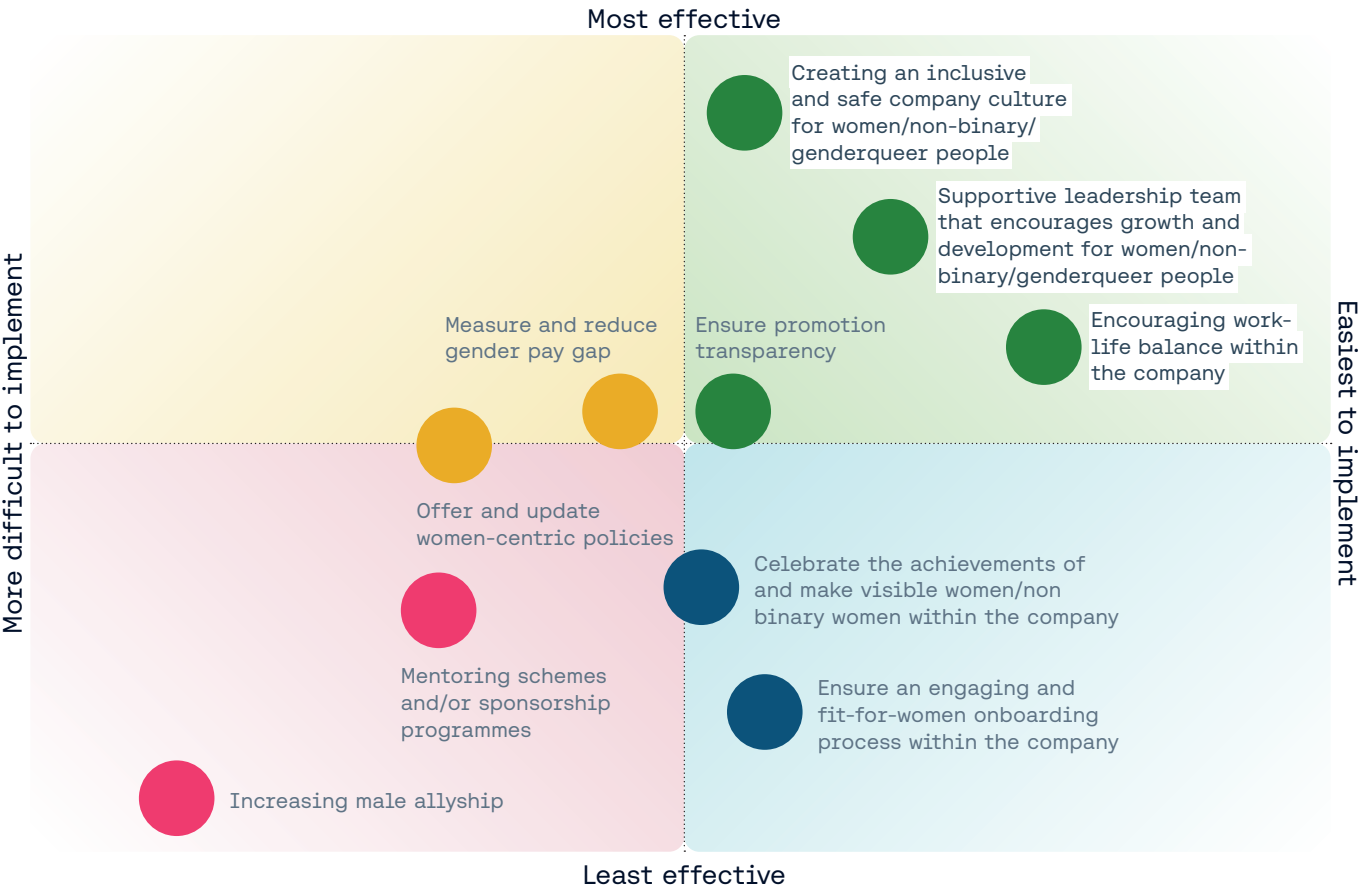 Most effective
Creating an inclusive
and safe company culture
for women/non-binary/
genderqueer people
Supportive leadership team
that encourages growth and
development for women/non-
binary/genderqueer people
Measure and reduce
gender pay gap
Ensure promotion
transparency
Encouraging work-
life balance within
the company
More difficult to implement
Easiest to implement
Offer and update
women-centric policies
Celebrate the achievements of
and make visible women/non
binary women within the company
Mentoring schemes
and/or sponsorship
programmes
Ensure an engaging and
fit-for-women onboarding
process within the company
Increasing male allyship
Least effective